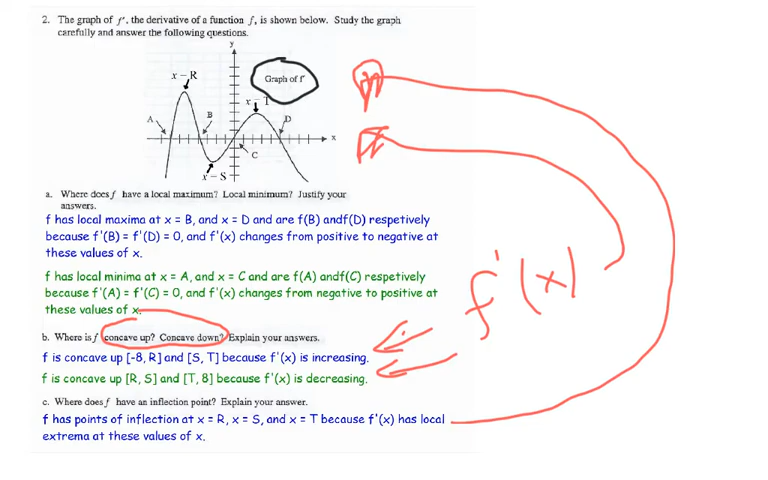 2. The graph of f', the derivative of a function f, is shown below. Study the graph
carefully and answer the following questions.
y
x = R
Graph of f'
x = T
A
B
D
x
C
x = S
a. Where does f have a local maximum? Local minimum? Justify your
answers.
f has local maxima at x = B, and x = D and are f(B) andf(D) respetively
because f'(B) = f'(D) = 0, and f'(x) changes from positive to negative at
these values of x.
f has local minima at x = A, and x = C and are f(A) andf(C) respetively
because f'(A) = f'(C) = 0, and f'(x) changes from negative to positive at
these values of x.
f'(x)
b. Where is f concave up? Concave down? Explain your answers.
f is concave up [-8, R] and [S, T] because f'(x) is increasing.
f is concave up [R, S] and [T, 8] because f'(x) is decreasing.
c. Where does f have an inflection point? Explain your answer.
f has points of inflection at x = R, x = S, and x = T because f'(x) has local
extrema at these values of x.